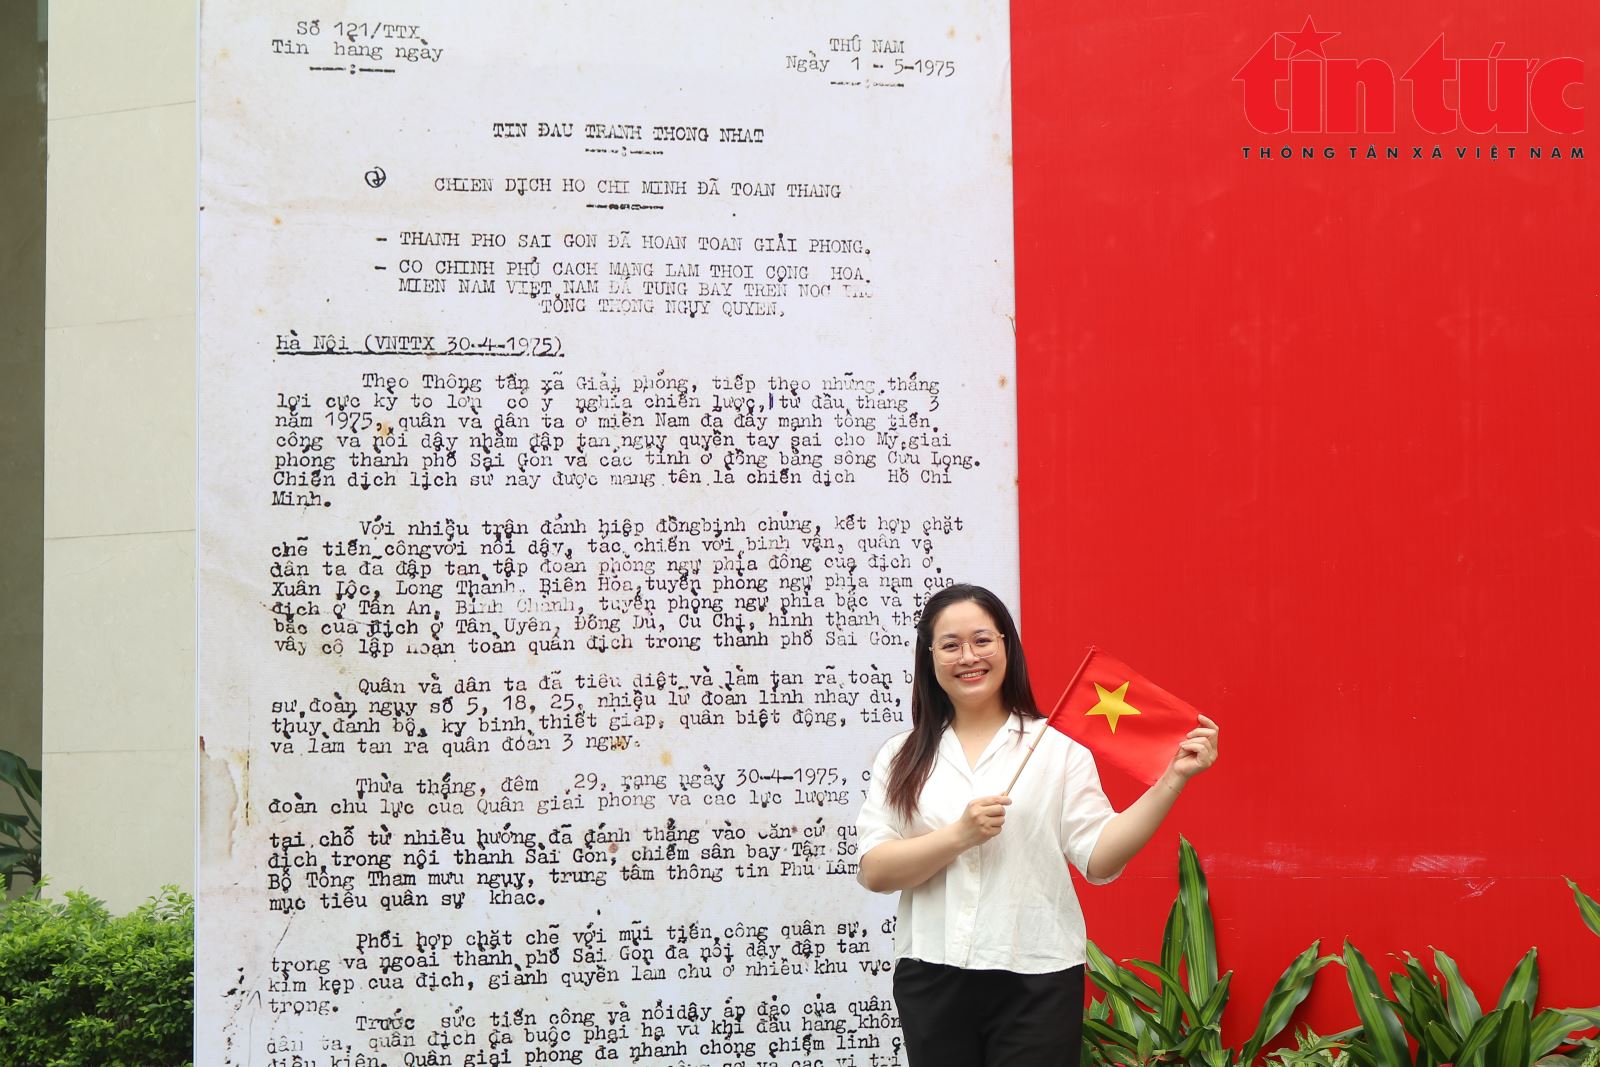 Số 121/TTX
Tin hàng ngày
THỨ NAM
Ngày 1 - 5-1975
tin tức
THÔNG TẤN XÃ VIỆT NAM
TIN ĐAU TRANH THONG NHAT
CHIEN DỊCH HO CHI MINH ĐÃ TOAN THANG
- THANH PHO SAI GON ĐÃ HOAN TOAN GIẢI PHONG.
- CO CHINH PHỦ CACH MẠNG LAM THOI CỌNG HOA
MIEN NAM VIỆT NAM ĐÃ TUNG BAY TRÊN NOC
TỔNG THỌNG NGUỴ QUYEN.
Hà Nội (VNTTX 30-4-1975)
Theo Thông tấn xã Giải phóng, tiếp theo những thắng
lợi cực kỳ to lớn có ý nghĩa chiến lược, từ đầu tháng 3
năm 1975, quân và dân ta ở miền Nam đã đẩy mạnh tổng tiến
công và nổi dậy nhằm đập tan ngụy quyền tay sai cho Mỹ, giải
phóng thành phố Sài Gòn và các tỉnh ở đồng bằng sông Cửu Long.
Chiến dịch lịch sử này được mang tên là chiến dịch Hồ Chí
Minh.
Với nhiều trận đánh hiệp đồngbinh chủng, kết hợp chặt
chẽ tiến côngvới nổi dậy, tác chiến với binh vận, quân và
dân ta đã đập tan tập đoàn phòng ngự phía đông của địch ở
Xuân Lộc, Long Thành, Biên Hòa, tuyến phòng ngự phía nam của
địch ở Tân An, Bình Chánh, tuyến phòng ngự phía bắc và
bắc của địch ở Tân Uyên, Đồng Dù, Củ Chi, hình thành thế
vây cô lập hoàn toàn quân địch trong thành phố Sài Gòn.
Quân và dân ta đã tiêu diệt và làm tan rã toàn
sư đoàn ngụy số 5, 18, 25, nhiều lữ đoàn lính nhảy dù,
thủy đánh bộ, kỵ binh thiết giáp, quân biệt động, tiêu
và làm tan rã quân đoàn 3 ngụy.
Thừa thắng, đêm 29, rạng ngày 30-4-1975,
đoàn chủ lực của Quân giải phóng và các lực lượng
tại chỗ từ nhiều hướng đã đánh thẳng vào căn cứ
địch trong nội thành Sài Gòn, chiếm sân bay Tân
Bộ Tổng Tham mưu ngụy, trung tâm thông tin Phú Lâm
mục tiêu quân sự khác.
Phối hợp chặt chẽ với mũi tiến công quân sự,
trong và ngoài thành phố Sài Gòn đã nổi dậy đập tan
kìm kẹp của địch, giành quyền làm chủ ở nhiều khu vực
trọng.
Trước sức tiến công và nổidậy áp đảo của quân
dân ta, quân địch đã buộc phải hạ vũ khí đầu hàng không
điều kiện. Quân giải phóng đã nhanh chóng chiếm lĩnh